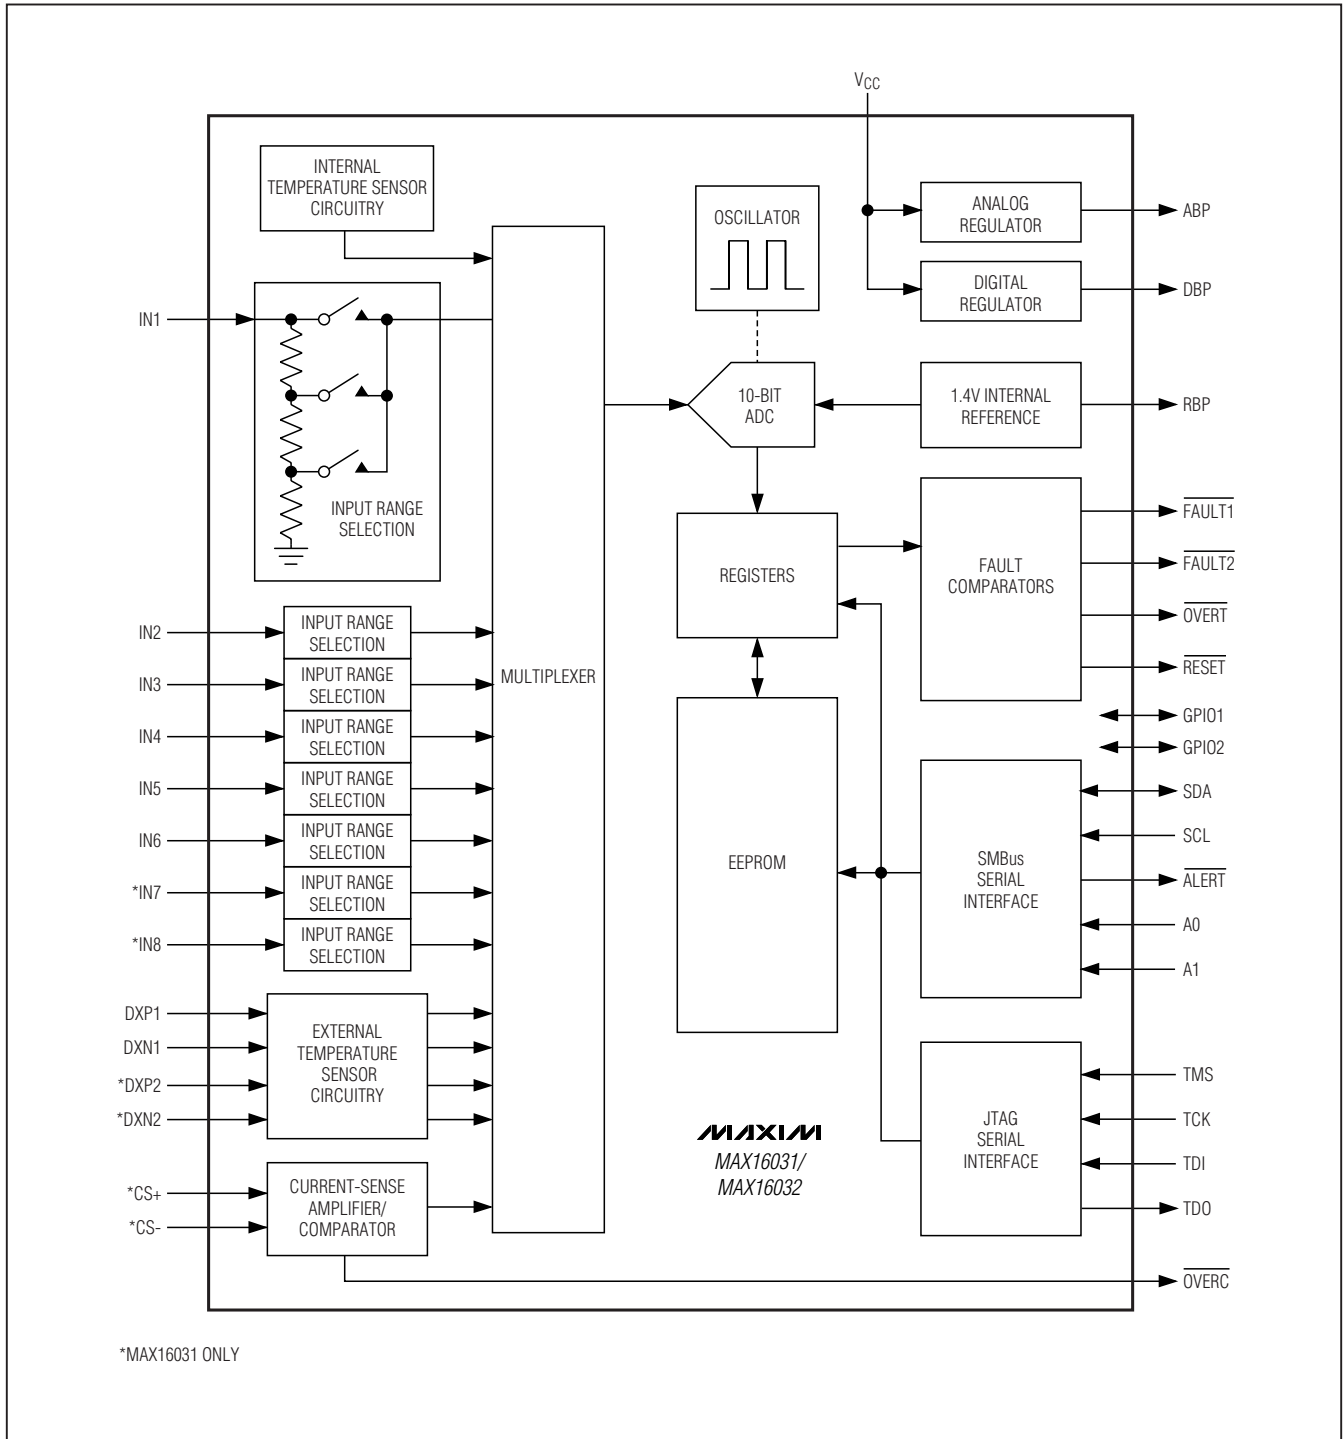 VCC
INTERNAL
TEMPERATURE SENSOR
CIRCUITRY
OSCILLATOR
ANALOG
REGULATOR
ABP
DIGITAL
REGULATOR
DBP
IN1
10-BIT
ADC
1.4V INTERNAL
REFERENCE
RBP
INPUT RANGE
SELECTION
REGISTERS
FAULT
COMPARATORS
FAULT1
FAULT2
OVERT
RESET
IN2
INPUT RANGE
SELECTION
IN3
INPUT RANGE
SELECTION
IN4
INPUT RANGE
SELECTION
IN5
INPUT RANGE
SELECTION
IN6
INPUT RANGE
SELECTION
*IN7
INPUT RANGE
SELECTION
*IN8
INPUT RANGE
SELECTION
MULTIPLEXER
GPIO1
GPIO2
EEPROM
SMBus
SERIAL
INTERFACE
SDA
SCL
ALERT
A0
A1
DXP1
DXN1
*DXP2
*DXN2
EXTERNAL
TEMPERATURE
SENSOR
CIRCUITRY
MAXIM
MAX16031/
MAX16032
JTAG
SERIAL
INTERFACE
TMS
TCK
TDI
TDO
*CS+
*CS-
CURRENT-SENSE
AMPLIFIER/
COMPARATOR
OVERC
*MAX16031 ONLY